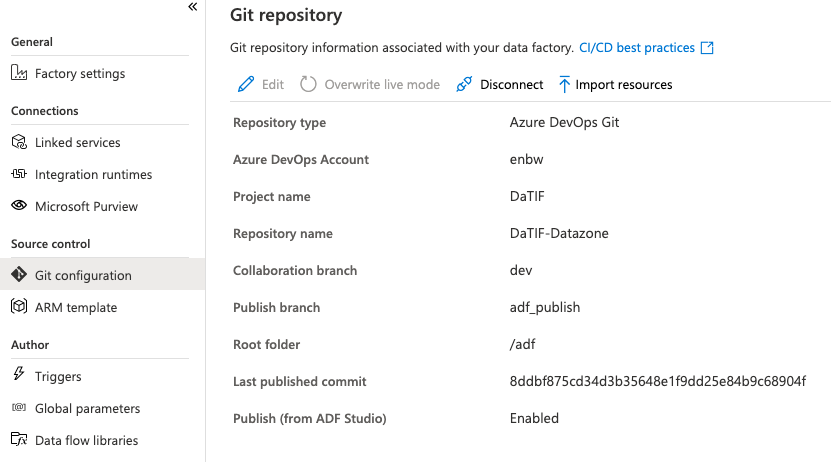 «
General
Factory settings
Connections
Linked services
Integration runtimes
Microsoft Purview
Source control
Git configuration
ARM template
Author
Triggers
Global parameters
Data flow libraries
Git repository
Git repository information associated with your data factory. CI/CD best practices
Edit Overwrite live mode Disconnect Import resources
Repository type Azure DevOps Git
Azure DevOps Account enbw
Project name DaTIF
Repository name DaTIF-Datazone
Collaboration branch dev
Publish branch adf_publish
Root folder /adf
Last published commit 8ddbf875cd34d3b35648e1f9dd25e84b9c68904f
Publish (from ADF Studio) Enabled